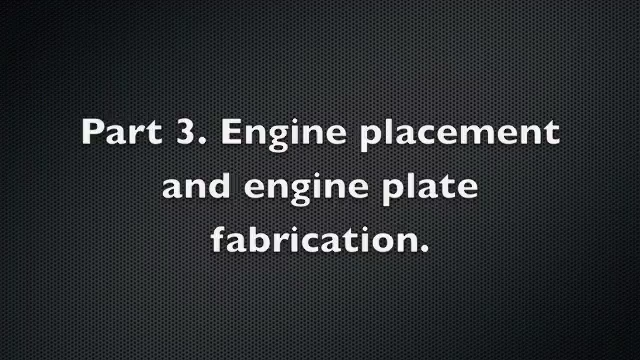 Part 3. Engine placement
and engine plate
fabrication.